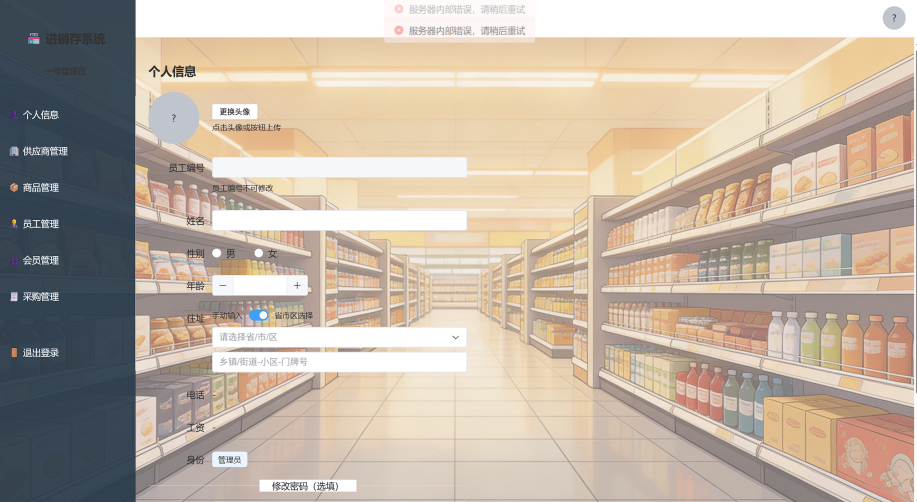 服务器内部错误，请稍后重试
服务器内部错误，请稍后重试
?
进销存系统
个人信息
供应商管理
商品管理
员工管理
会员管理
采购管理
退出登录
个人信息
?
更换头像
点击头像或按钮上传
员工编号
员工编号不可修改
姓名
性别 男 女
年龄 − +
住址 手动输入 省市区选择
请选择省/市/区
乡镇/街道-小区-门牌号
电话 -
工资 -
身份 管理员
修改密码（选填）